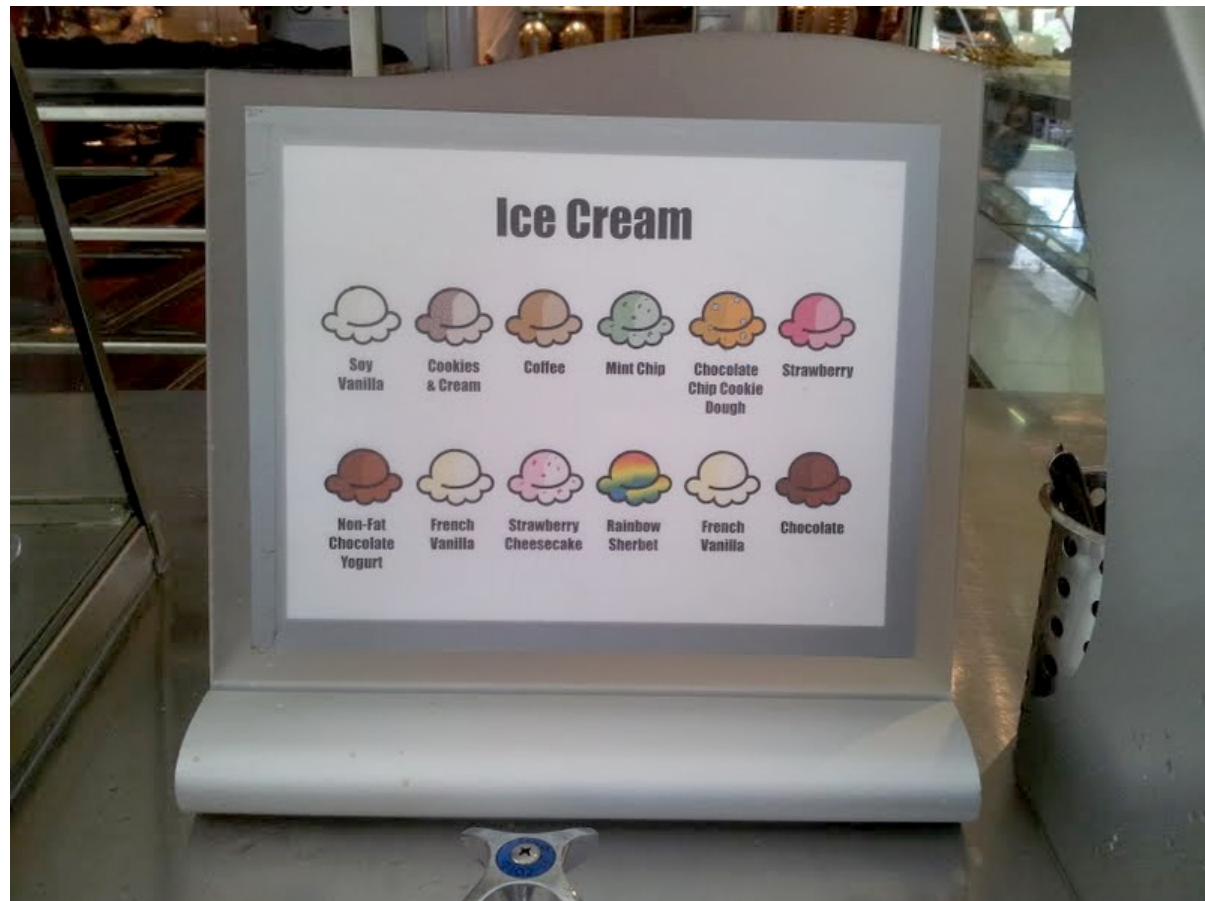 Ice Cream
Soy
Vanilla
Cookies
& Cream
Coffee
Mint Chip
Chocolate
Chip Cookie
Dough
Strawberry
Non-Fat
Chocolate
Yogurt
French
Vanilla
Strawberry
Cheesecake
Rainbow
Sherbet
French
Vanilla
Chocolate